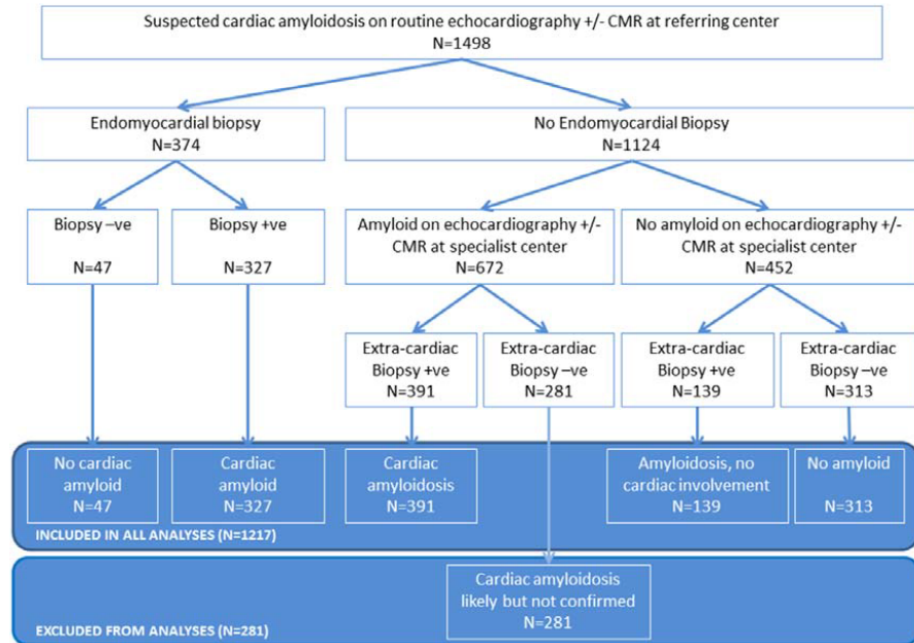 Suspected cardiac amyloidosis on routine echocardiography +/- CMR at referring center
N=1498
Endomyocardial biopsy
N=374
No Endomyocardial Biopsy
N=1124
Biopsy –ve
N=47
Biopsy +ve
N=327
Amyloid on echocardiography +/-
CMR at specialist center
N=672
No amyloid on echocardiography +/-
CMR at specialist center
N=452
Extra-cardiac
Biopsy +ve
N=391
Extra-cardiac
Biopsy –ve
N=281
Extra-cardiac
Biopsy +ve
N=139
Extra-cardiac
Biopsy –ve
N=313
No cardiac
amyloid
N=47
Cardiac
amyloid
N=327
Cardiac
amyloidosis
N=391
Amyloidosis, no
cardiac involvement
N=139
No amyloid
N=313
INCLUDED IN ALL ANALYSES (N=1217)
Cardiac amyloidosis
likely but not confirmed
N=281
EXCLUDED FROM ANALYSES (N=281)